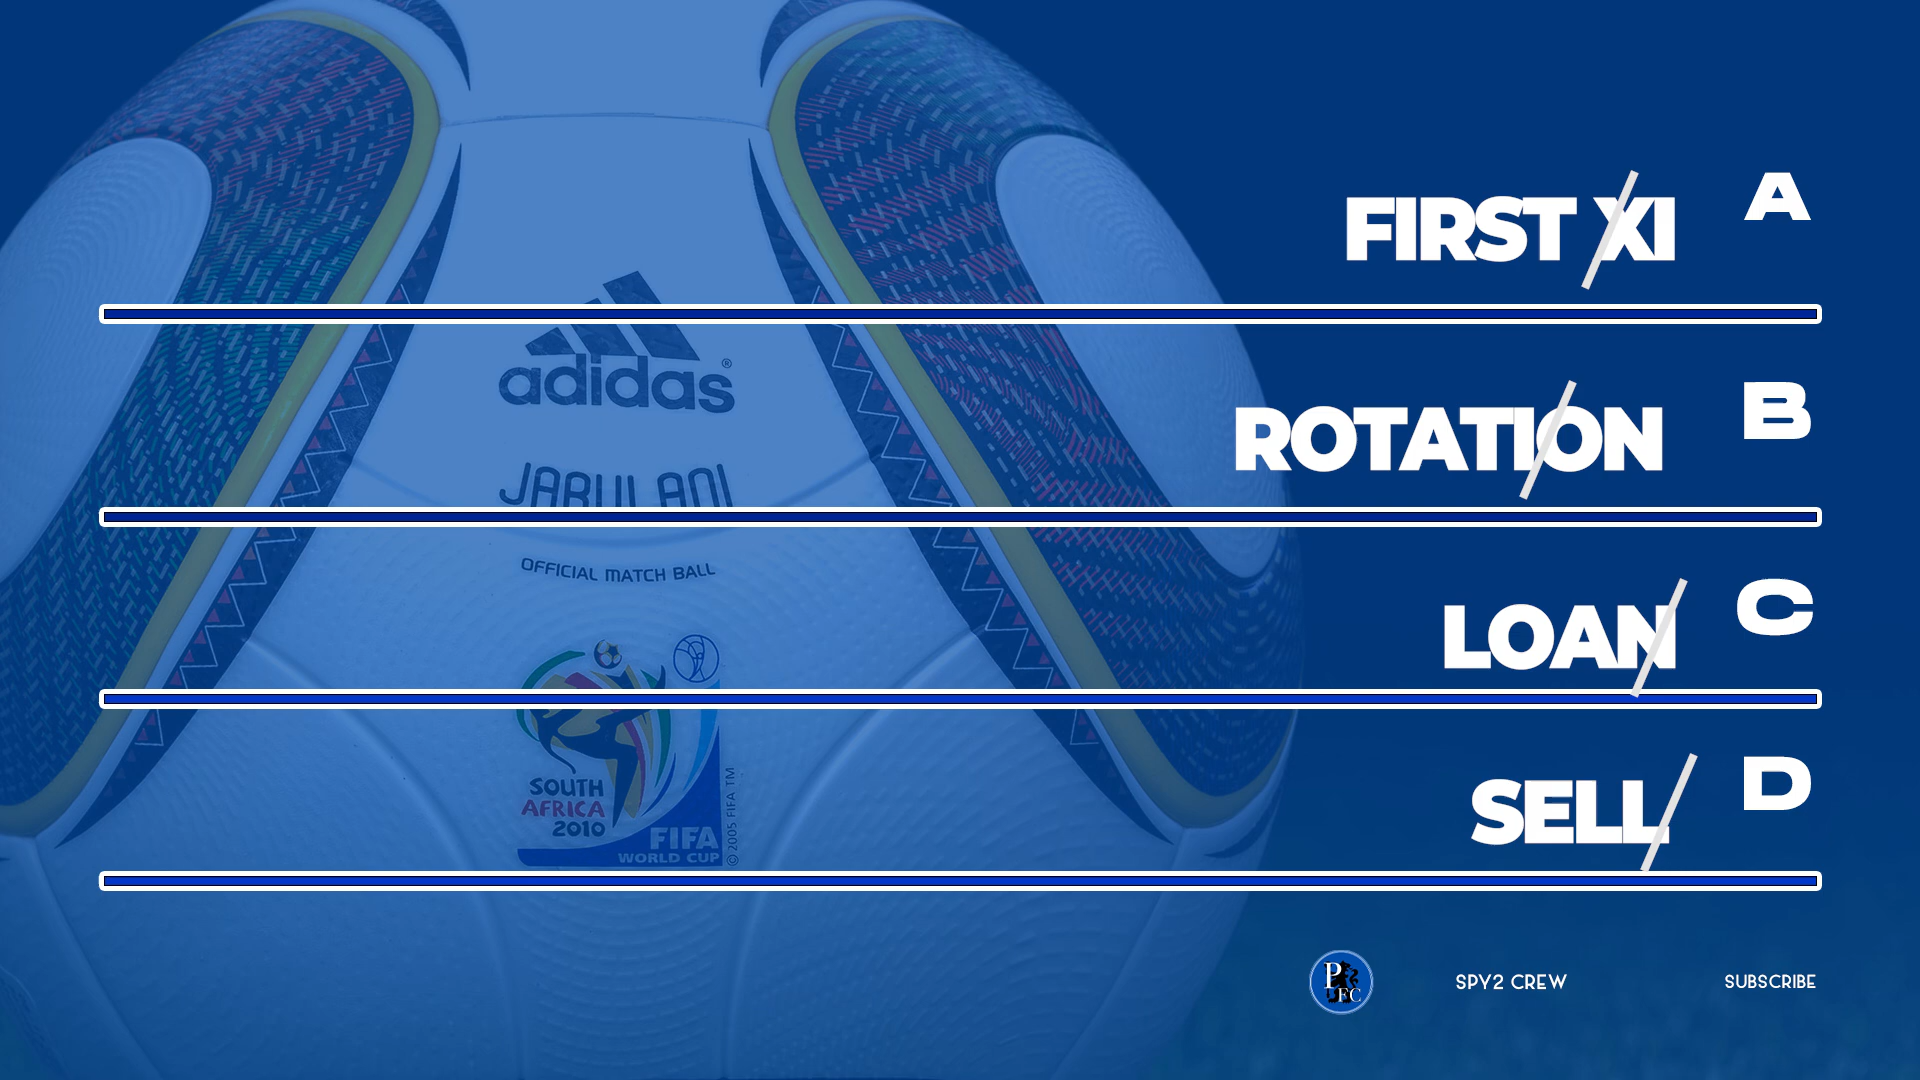 A
FIRST XI
adidas®
B
ROTATION
JABULANI
OFFICIAL MATCH BALL
C
LOAN
SOUTH
AFRICA
2010
FIFA
WORLD CUP
© 2005 FIFA TM
D
SELL
P
FC
SPY2 CREW
SUBSCRIBE